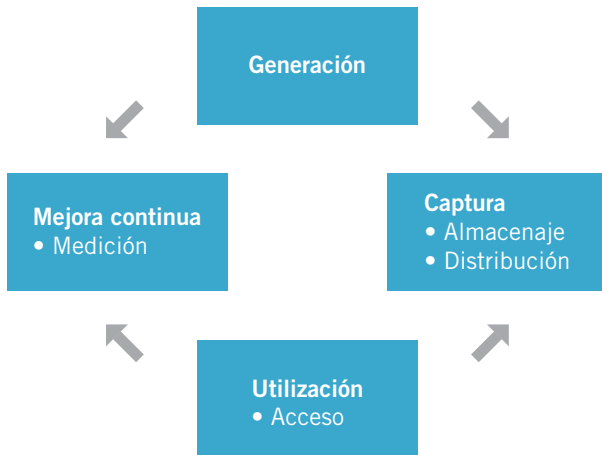 Generación
Mejora continua
• Medición
Captura
• Almacenaje
• Distribución
Utilización
• Acceso